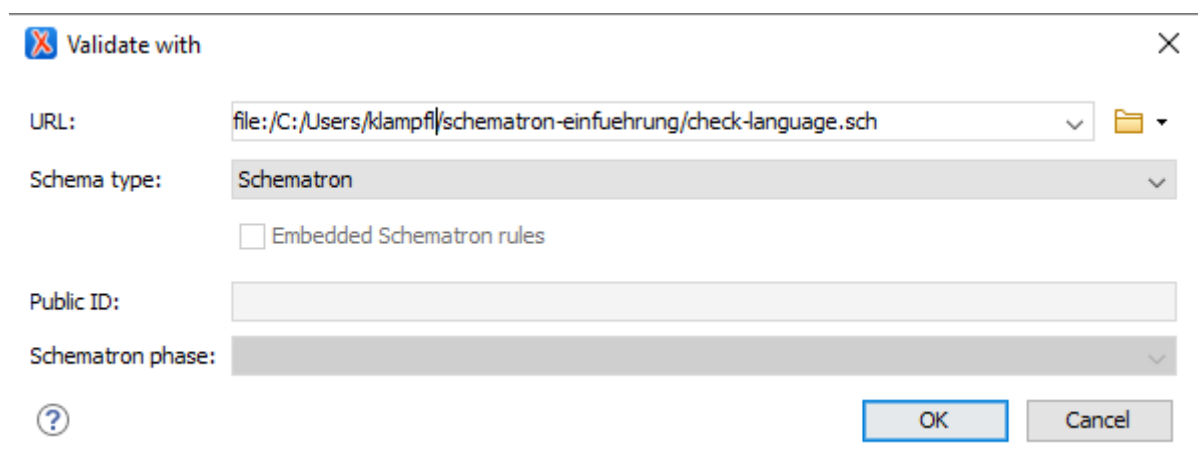 Validate with
URL: file:/C:/Users/klampfl/schematron-einfuehrung/check-language.sch
Schema type: Schematron
Embedded Schematron rules
Public ID:
Schematron phase:
? OK Cancel